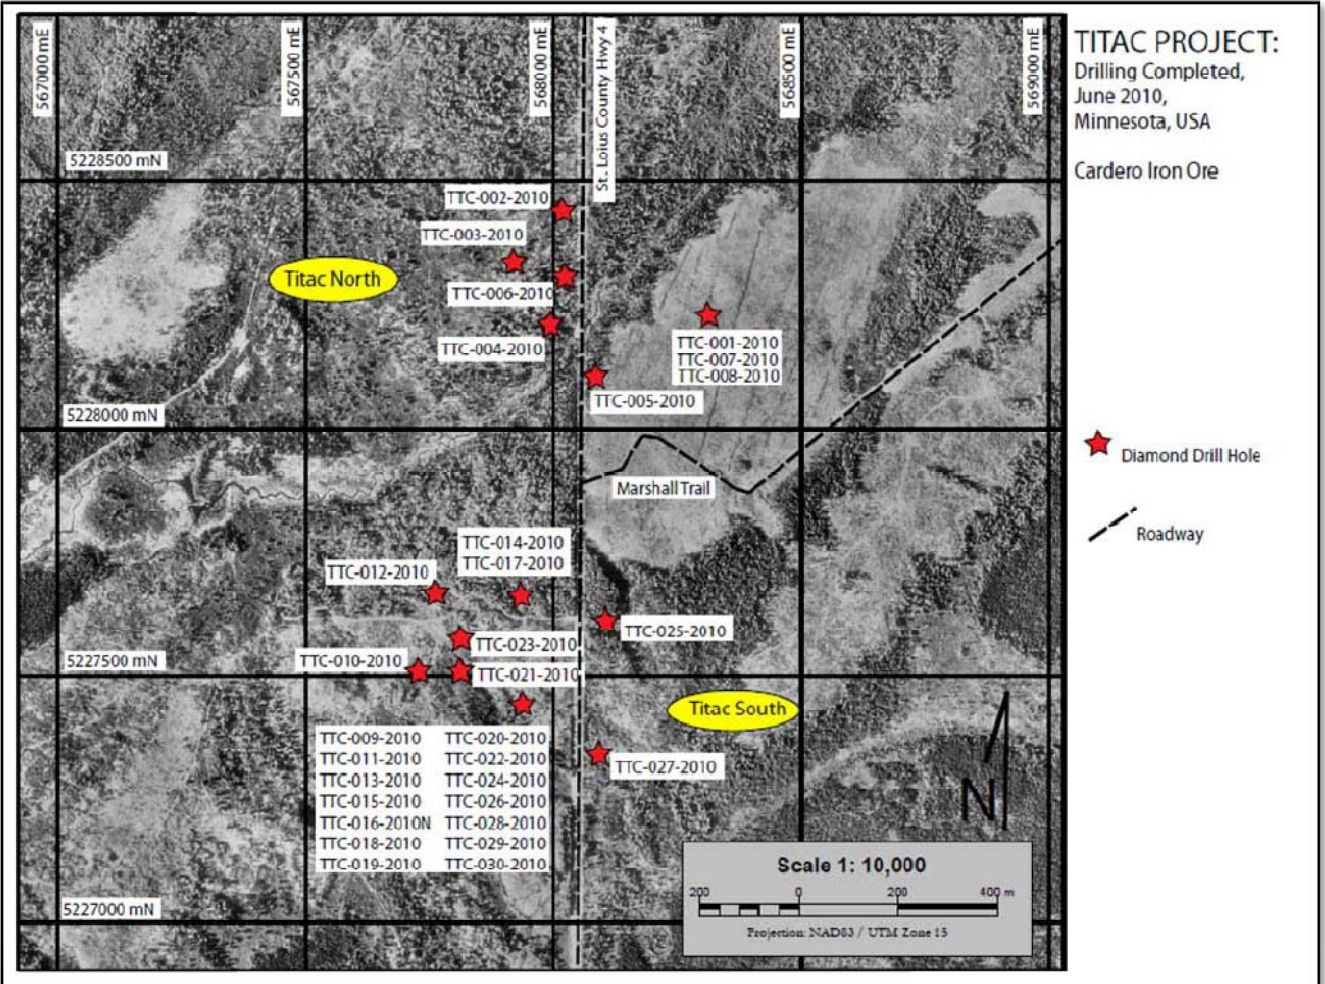 567000 mE
567500 mE
568000 mE
St. Loius County Hwy 4
568500 mE
569000 mE
TITAC PROJECT:
Drilling Completed,
June 2010,
Minnesota, USA
Cardero Iron Ore
5228500 mN
TTC-002-2010
TTC-003-2010
Titac North
TTC-006-2010
TTC-004-2010
TTC-001-2010
TTC-007-2010
TTC-008-2010
TTC-005-2010
5228000 mN
Diamond Drill Hole
Marshall Trail
Roadway
TTC-014-2010
TTC-017-2010
TTC-012-2010
TTC-025-2010
TTC-023-2010
5227500 mN
TTC-010-2010
TTC-021-2010
Titac South
TTC-009-2010 TTC-020-2010
TTC-011-2010 TTC-022-2010
TTC-013-2010 TTC-024-2010
TTC-015-2010 TTC-026-2010
TTC-016-2010N TTC-028-2010
TTC-018-2010 TTC-029-2010
TTC-019-2010 TTC-030-2010
TTC-027-2010
N
Scale 1: 10,000
200 0 200 400 m
Projection: NAD83 / UTM Zone 15
5227000 mN